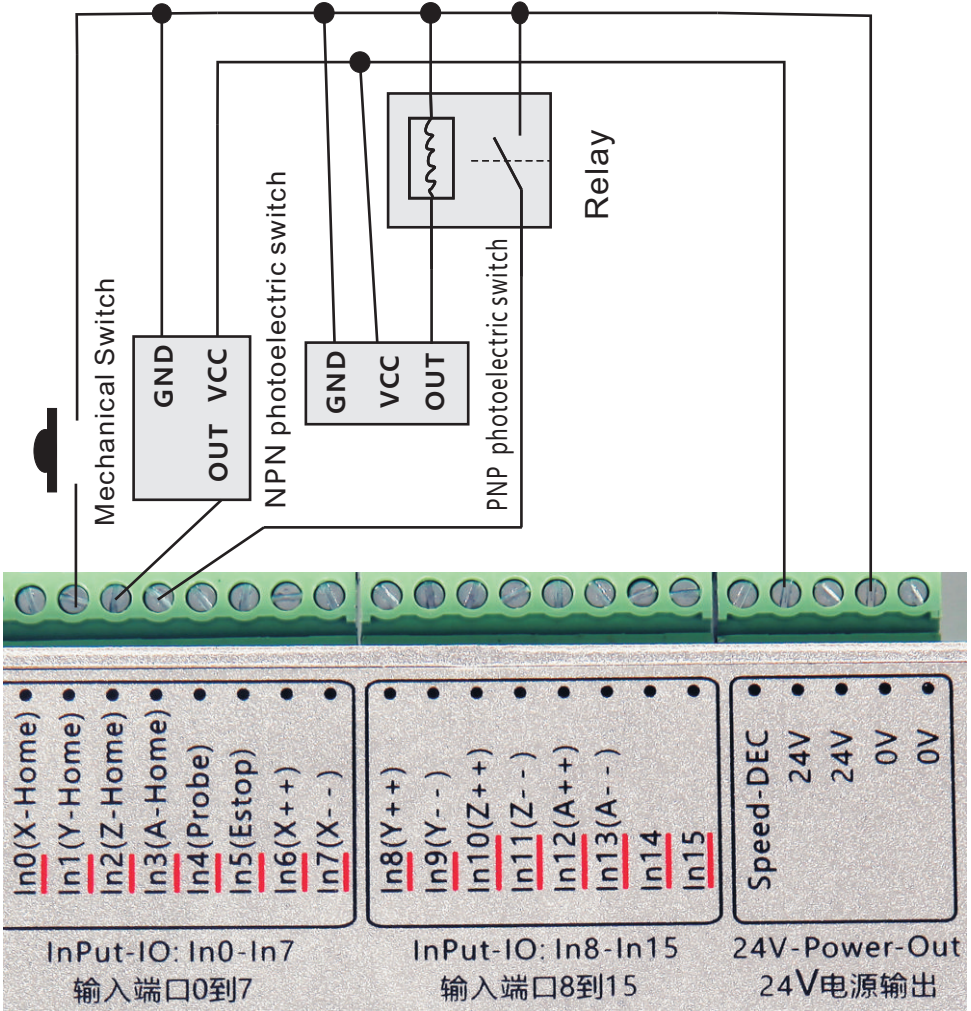 Relay
Mechanical Switch
GND
OUT VCC
NPN photoelectric switch
GND
VCC
OUT
PNP photoelectric switch
In0(X-Home)
In1(Y-Home)
In2(Z-Home)
In3(A-Home)
In4(Probe)
In5(Estop)
In6(X++)
In7(X--)
In8(Y++)
In9(Y--)
In10(Z++)
In11(Z--)
In12(A++)
In13(A--)
In14
In15
Speed-DEC
24V
24V
0V
0V
InPut-IO: In0-In7
输入端口0到7
InPut-IO: In8-In15
输入端口8到15
24V-Power-Out
24V电源输出